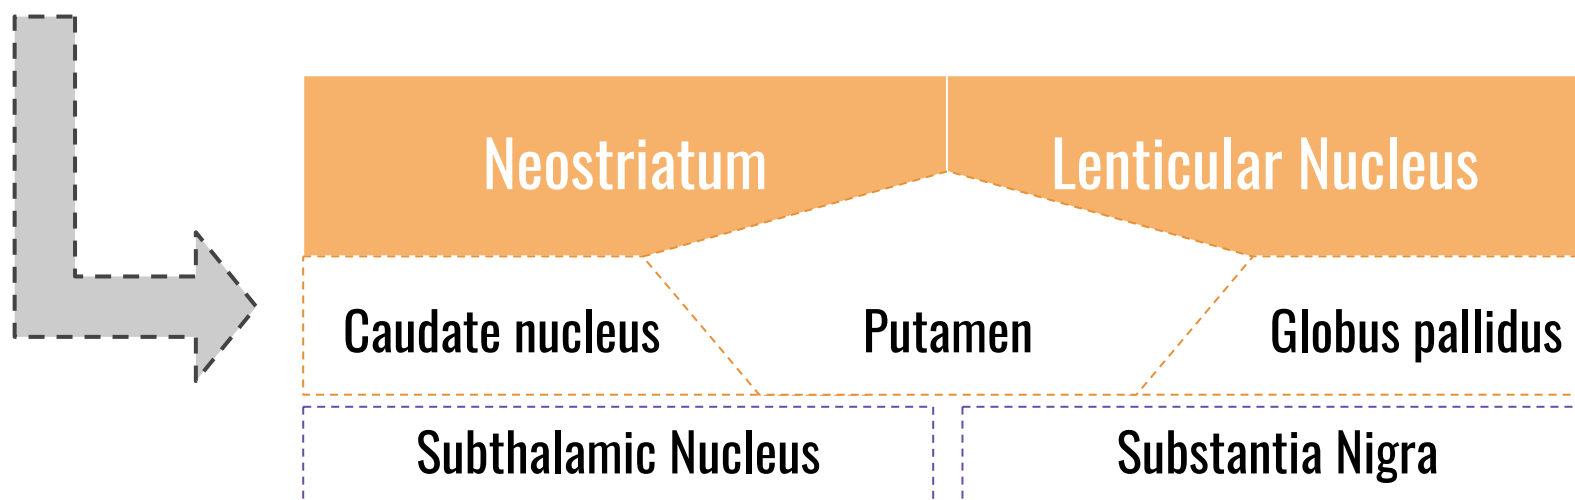 Neostriatum
Lenticular Nucleus
Caudate nucleus
Putamen
Globus pallidus
Subthalamic Nucleus
Substantia Nigra